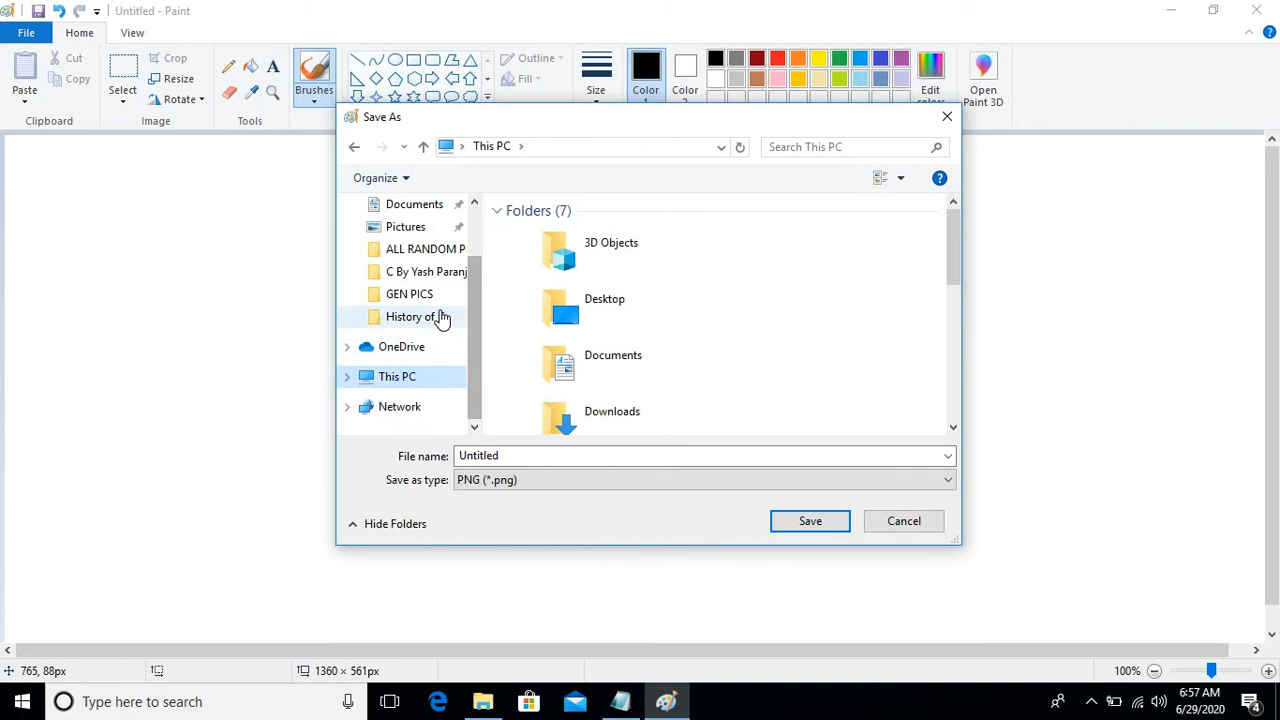 Untitled - Paint
File Home View
Paste
Cut
Copy
Clipboard
Select
Crop
Resize
Rotate
Image
Tools
Brushes
Outline
Fill
Size
Color 1
Color
Edit colors
Open Paint 3D
Save As
This PC
Search This PC
Organize
Documents
Pictures
ALL RANDOM P
C By Yash Paranj
GEN PICS
History of
OneDrive
This PC
Network
Folders (7)
3D Objects
Desktop
Documents
Downloads
File name: Untitled
Save as type: PNG (*.png)
Hide Folders
Save
Cancel
765, 88px
1360 × 561px
100%
Type here to search
6:57 AM
6/29/2020
4